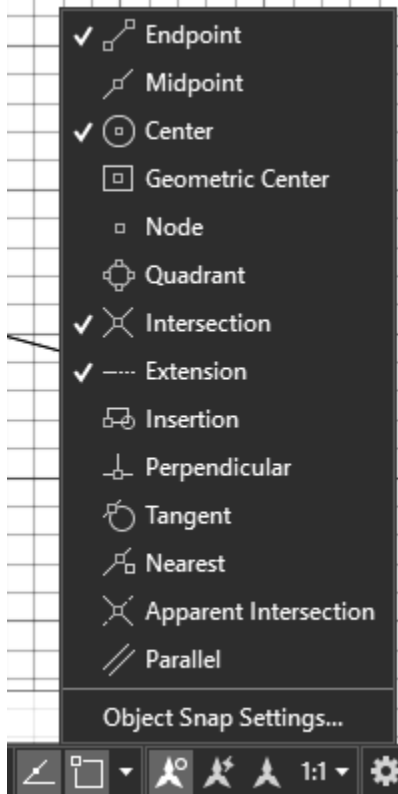 Endpoint
Midpoint
Center
Geometric Center
Node
Quadrant
Intersection
Extension
Insertion
Perpendicular
Tangent
Nearest
Apparent Intersection
Parallel
Object Snap Settings...
1:1